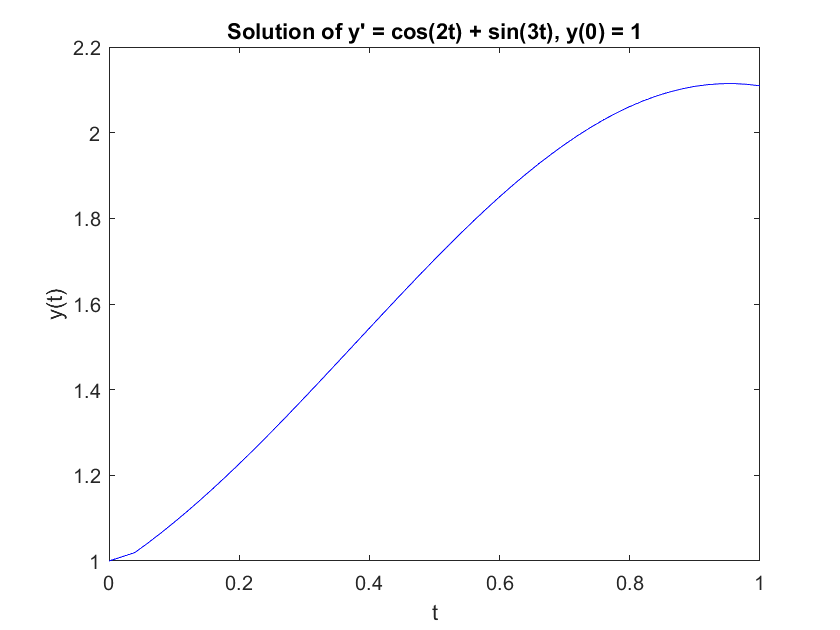 Solution of y' = cos(2t) + sin(3t), y(0) = 1
2.2
2
1.8
1.6
1.4
1.2
1
y(t)
0 0.2 0.4 0.6 0.8 1
t